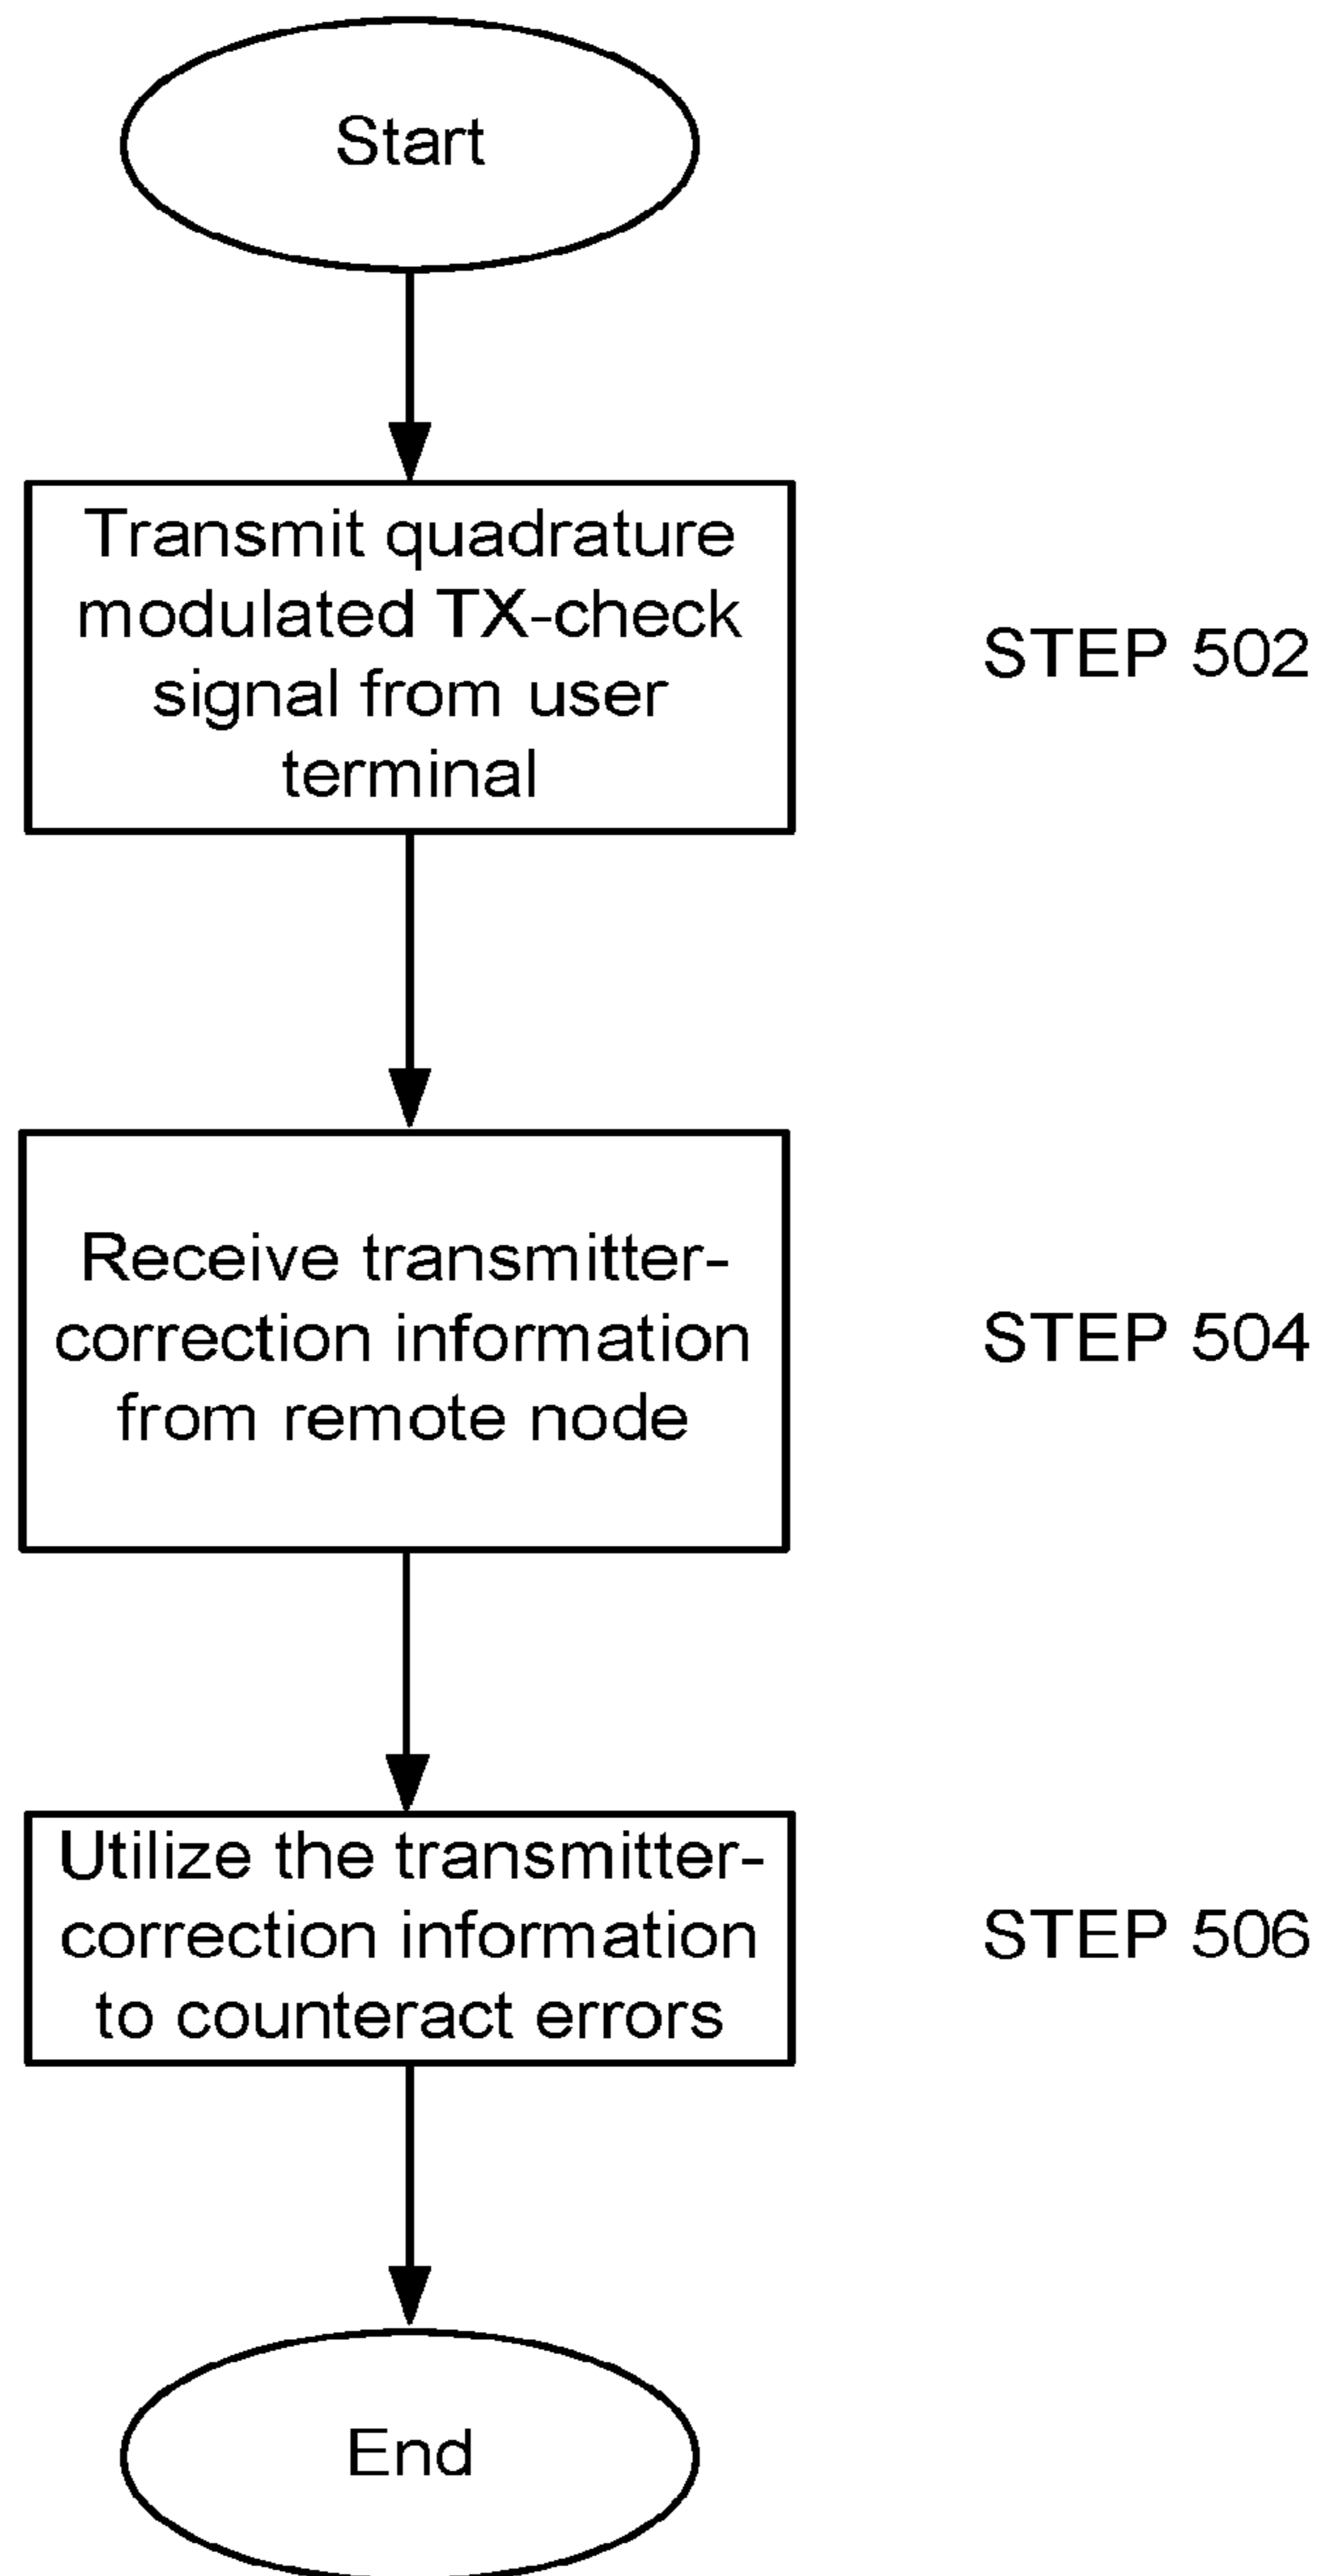 Start
Transmit quadrature
modulated TX-check
signal from user
terminal
STEP 502
Receive transmitter-
correction information
from remote node
STEP 504
Utilize the transmitter-
correction information
to counteract errors
STEP 506
End